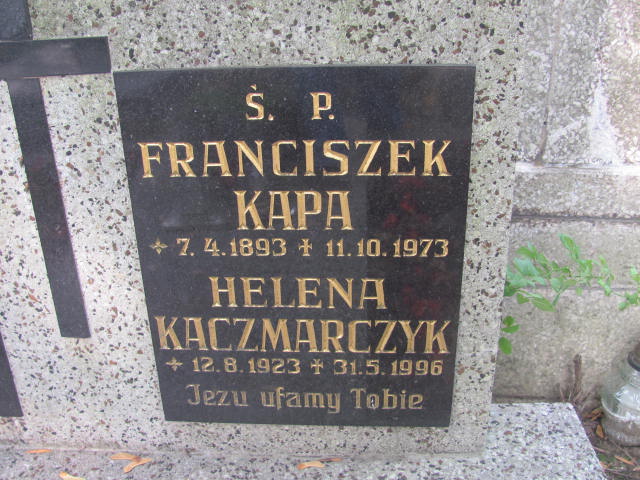 Ś. P.
FRANCISZEK
KAPA
✦ 7. 4. 1893 ✝ 11. 10. 1973
HELENA
KACZMARCZYK
✦ 12. 8. 1923 ✝ 31. 5. 1996
Jezu ufamy Tobie